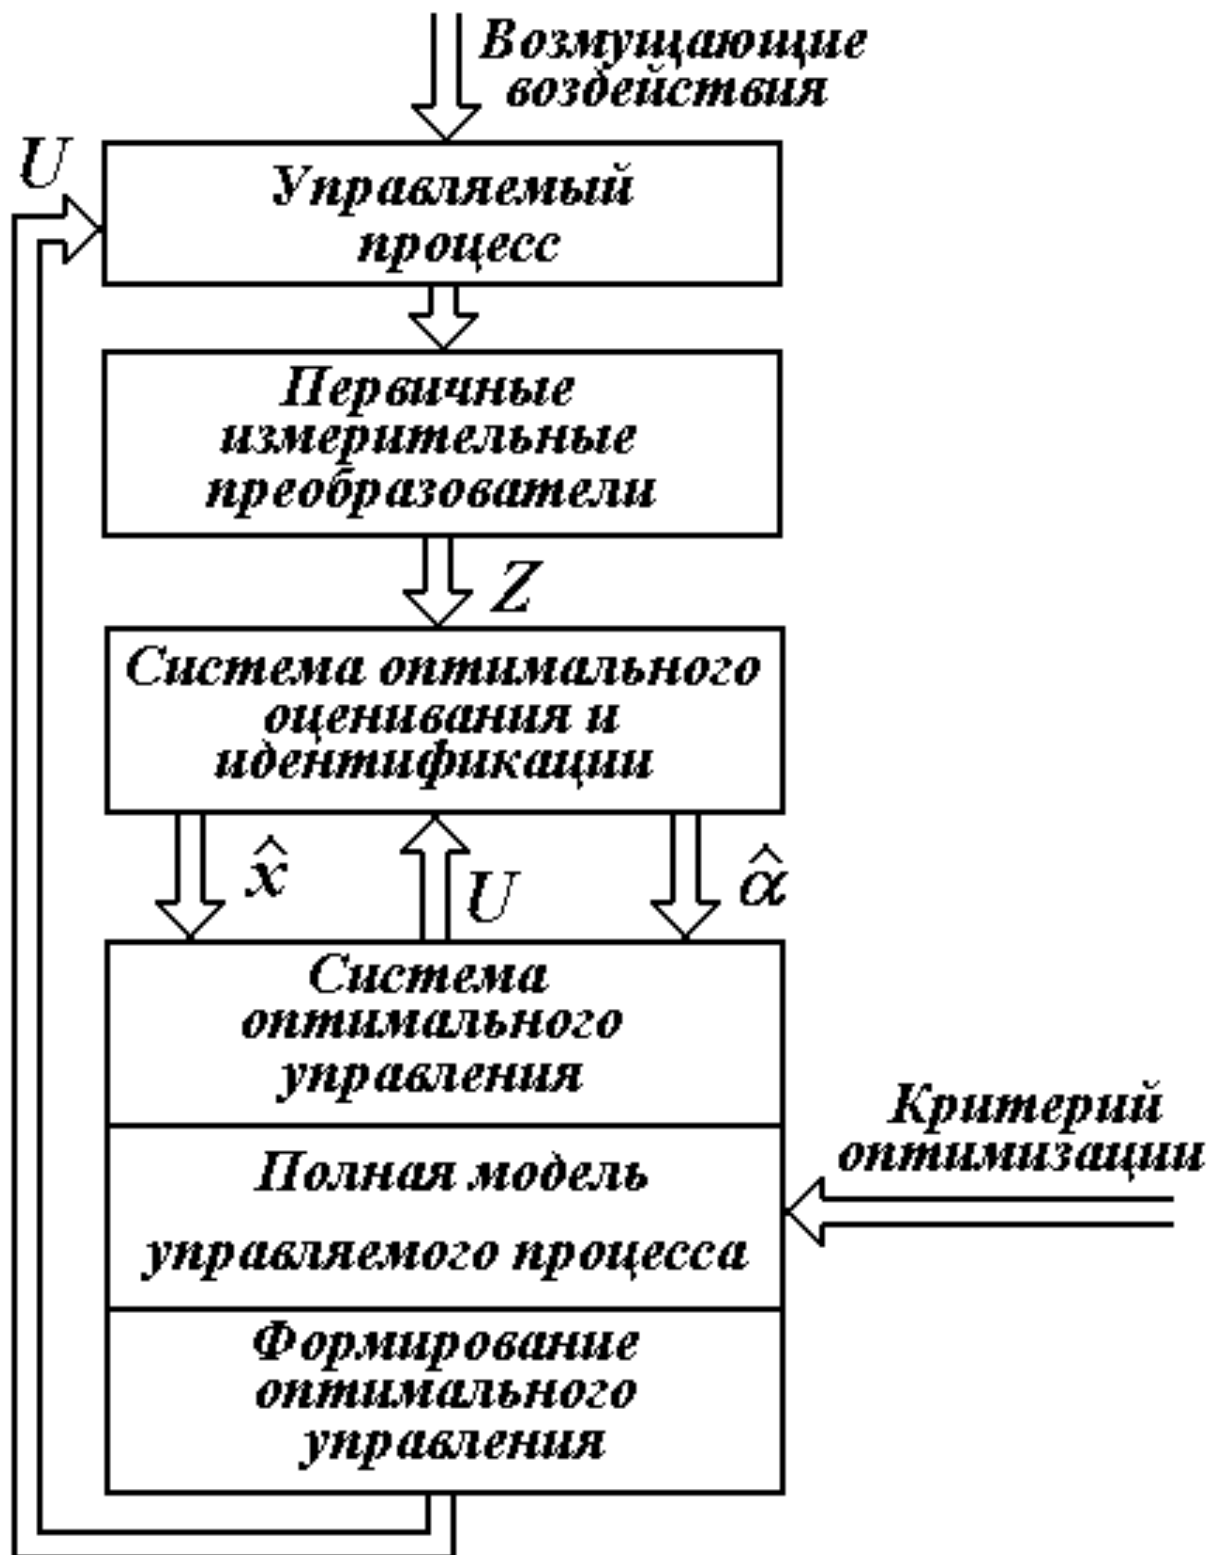 Возмущающие
воздействия
U
Управляемый
процесс
Первичные
измерительные
преобразователи
Z
Система оптимального
оценивания и
идентификации
x̂
U
α̂
Система
оптимального
управления
Критерий
оптимизации
Полная модель
управляемого процесса
Формирование
оптимального
управления